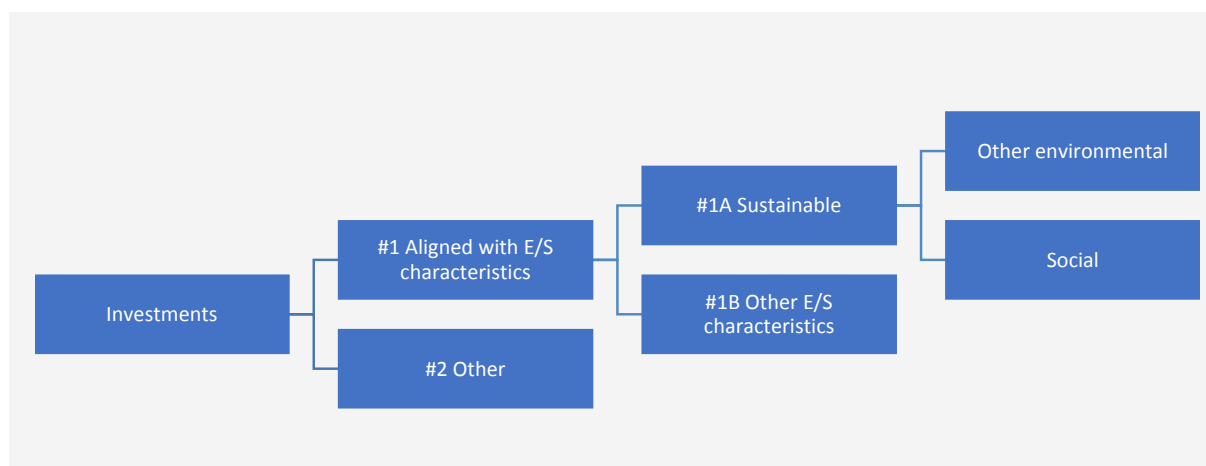 Investments
#1 Aligned with E/S
characteristics
#2 Other
#1A Sustainable
#1B Other E/S
characteristics
Other environmental
Social